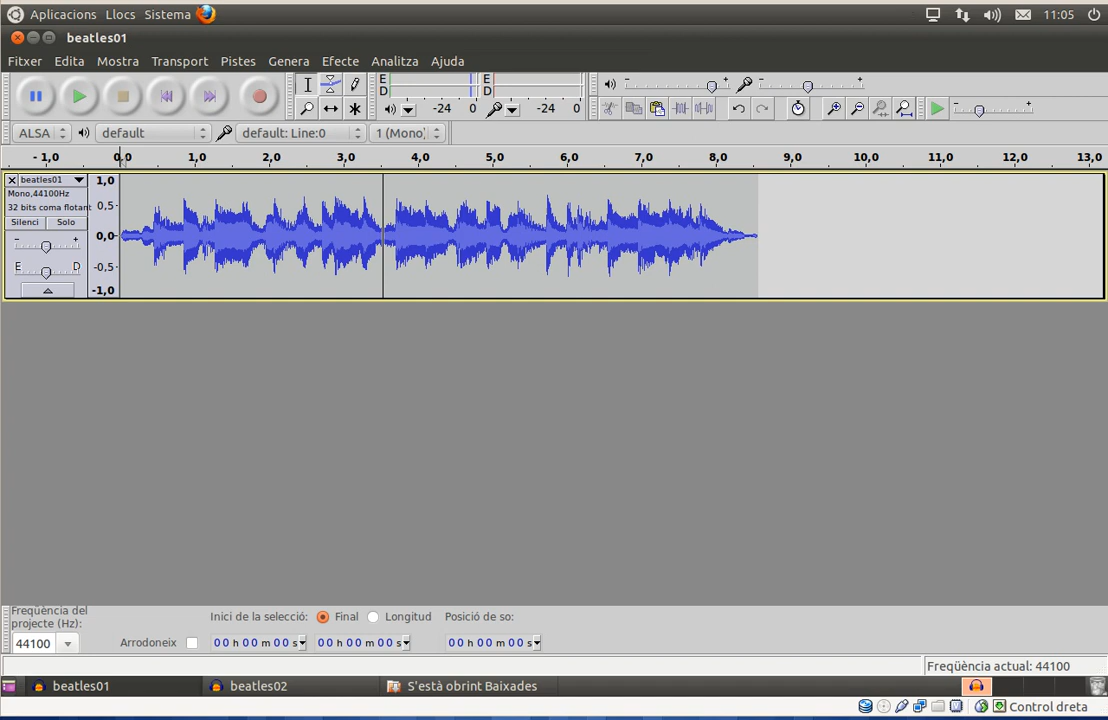 Aplicacions Llocs Sistema 11:05
beatles01
Fitxer Edita Mostra Transport Pistes Genera Efecte Analitza Ajuda
E E
D D
-24 0 -24 0
ALSA default default: Line:0 1 (Mono)
- 1,0 0,0 1,0 2,0 3,0 4,0 5,0 6,0 7,0 8,0 9,0 10,0 11,0 12,0 13,0
beatles01 1,0
Mono,44100Hz
32 bits coma flotant 0,5-
Silenci Solo
0,0-
E D -0,5-
-1,0
Freqüència del
projecte (Hz):
44100
Inici de la selecció: Final Longitud Posició de so:
Arrodoneix 00 h 00 m 00 s 00 h 00 m 00 s 00 h 00 m 00 s
Freqüència actual: 44100
beatles01 beatles02 S'està obrint Baixades
Control dreta